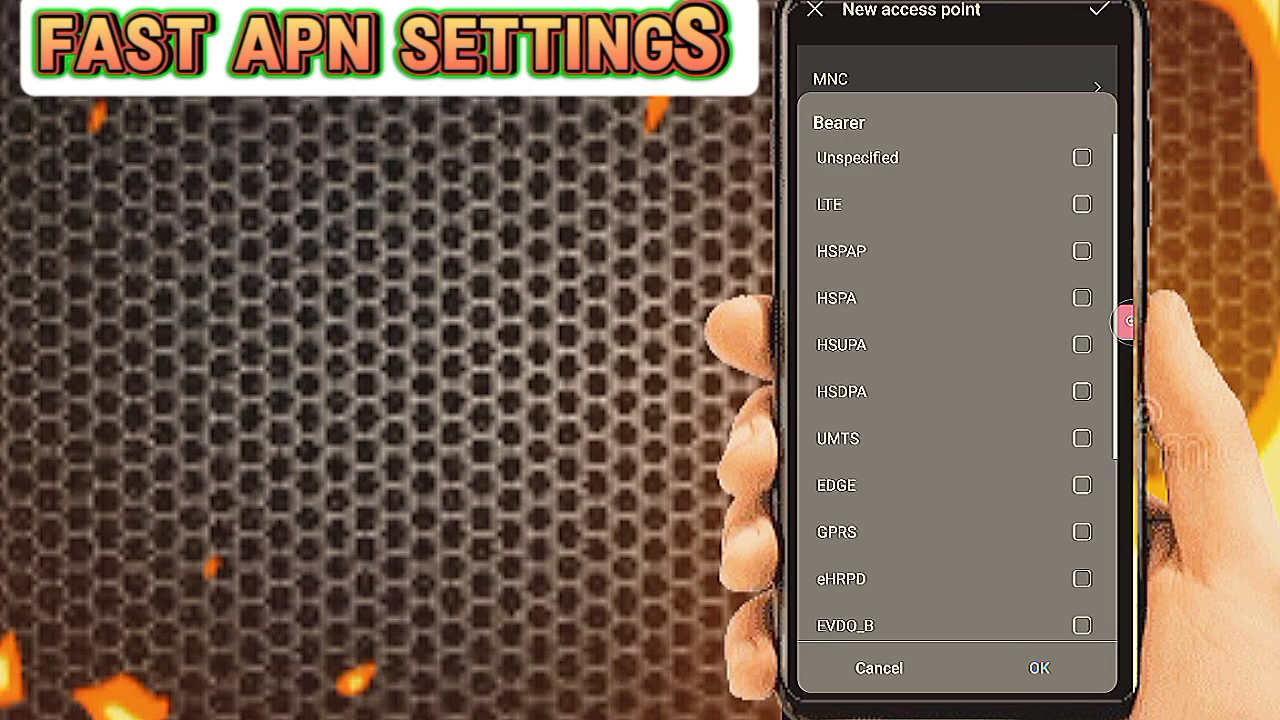 FAST APN SETTINGS
New access point
MNC
Bearer
Unspecified
LTE
HSPAP
HSPA
HSUPA
HSDPA
UMTS
EDGE
GPRS
eHRPD
EVDO_B
Cancel
OK